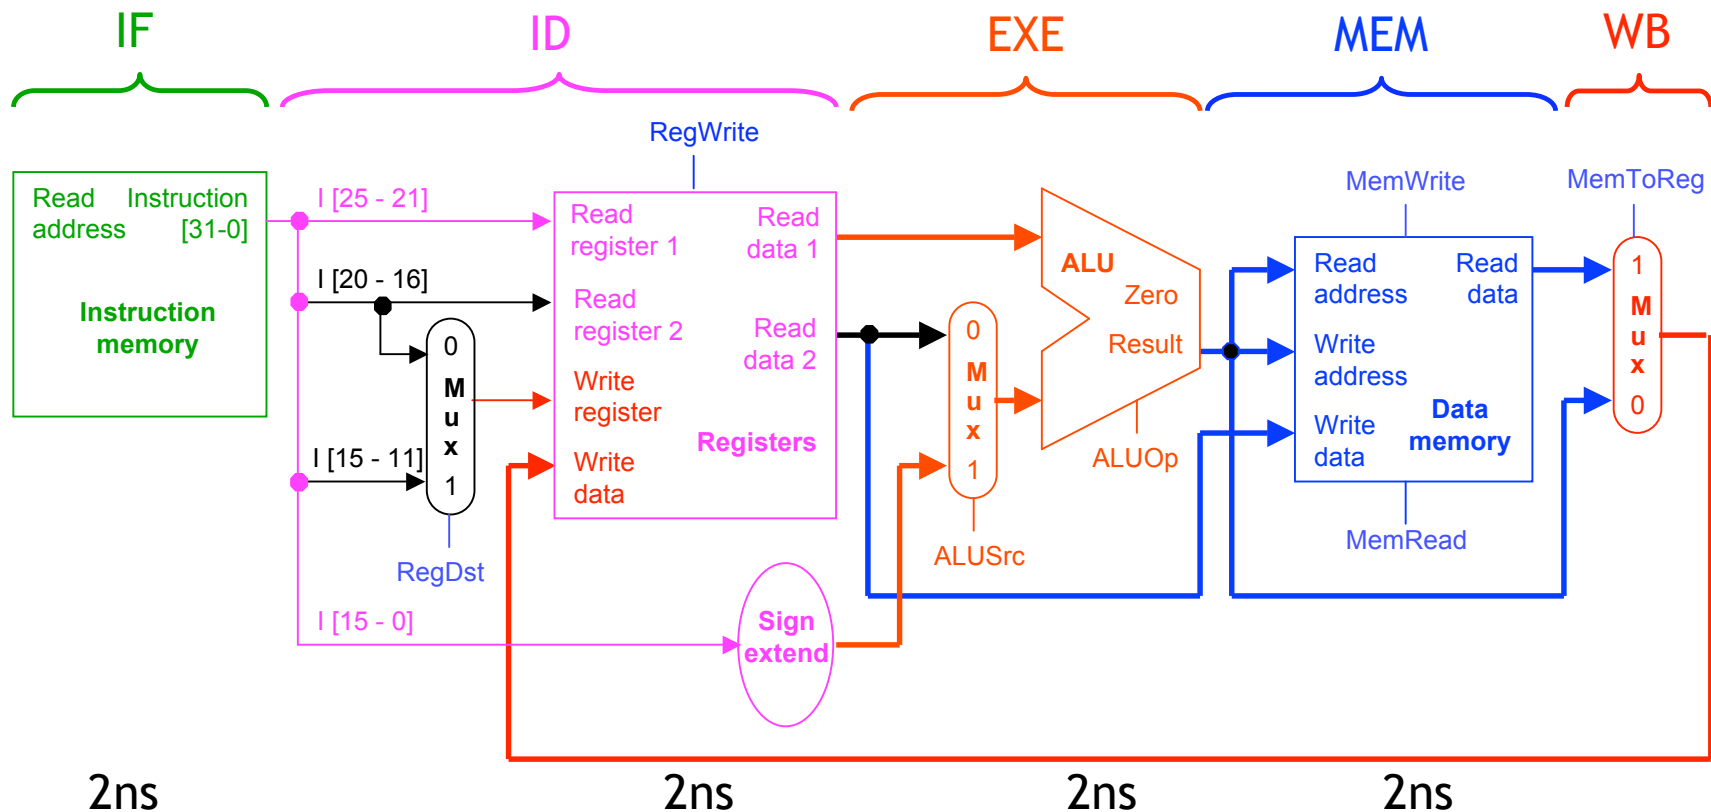 IF
ID
EXE
MEM
WB
RegWrite
MemWrite
MemToReg
Read Instruction
address [31-0]
Instruction
memory
I [25 - 21]
I [20 - 16]
I [15 - 11]
I [15 - 0]
0
M
u
x
1
RegDst
Read
register 1
Read
data 1
Read
register 2
Read
data 2
Write
register
Registers
Write
data
Sign
extend
0
M
u
x
1
ALUSrc
ALU
Zero
Result
ALUOp
Read
address
Read
data
Write
address
Write
data
Data
memory
MemRead
1
M
u
x
0
2ns
2ns
2ns
2ns